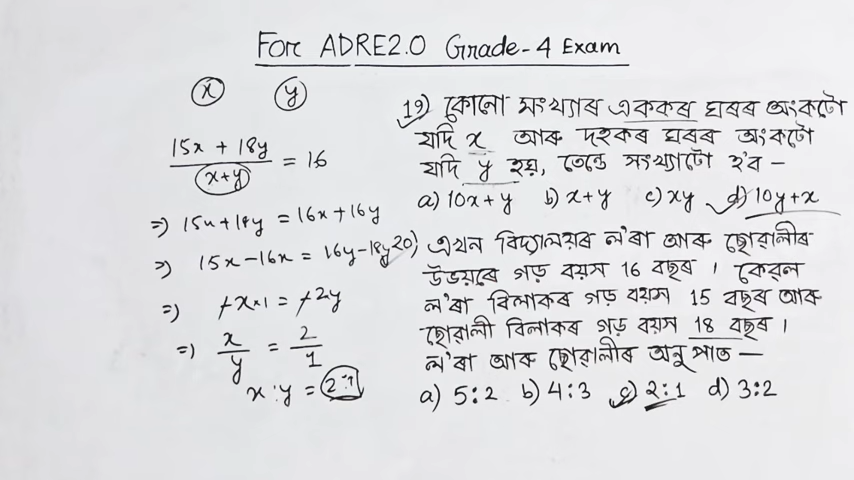 For ADRE2.0 Grade-4 Exam
x y
15x + 18y / (x+y) = 16
=> 15x + 18y = 16x + 16y
=> 15x - 16x = 16y - 18y
=> -x×1 = -2y
=> x/y = 2/1
x:y = 2:1
19) কোনো সংখ্যাৰ এককৰ ঘৰৰ অংকটো
যদি x আৰু দহকৰ ঘৰৰ অংকটো
যদি y হয়, তেন্তে সংখ্যাটো হ'ব –
a) 10x + y b) x + y c) xy d) 10y + x
20) এখন বিদ্যালয়ৰ ল'ৰা আৰু ছোৱালীৰ
উভয়ৰে গড় বয়স 16 বছৰ । কেৱল
ল'ৰা বিলাকৰ গড় বয়স 15 বছৰ আৰু
ছোৱালী বিলাকৰ গড় বয়স 18 বছৰ ।
ল'ৰা আৰু ছোৱালীৰ অনুপাত –
a) 5:2 b) 4:3 c) 2:1 d) 3:2